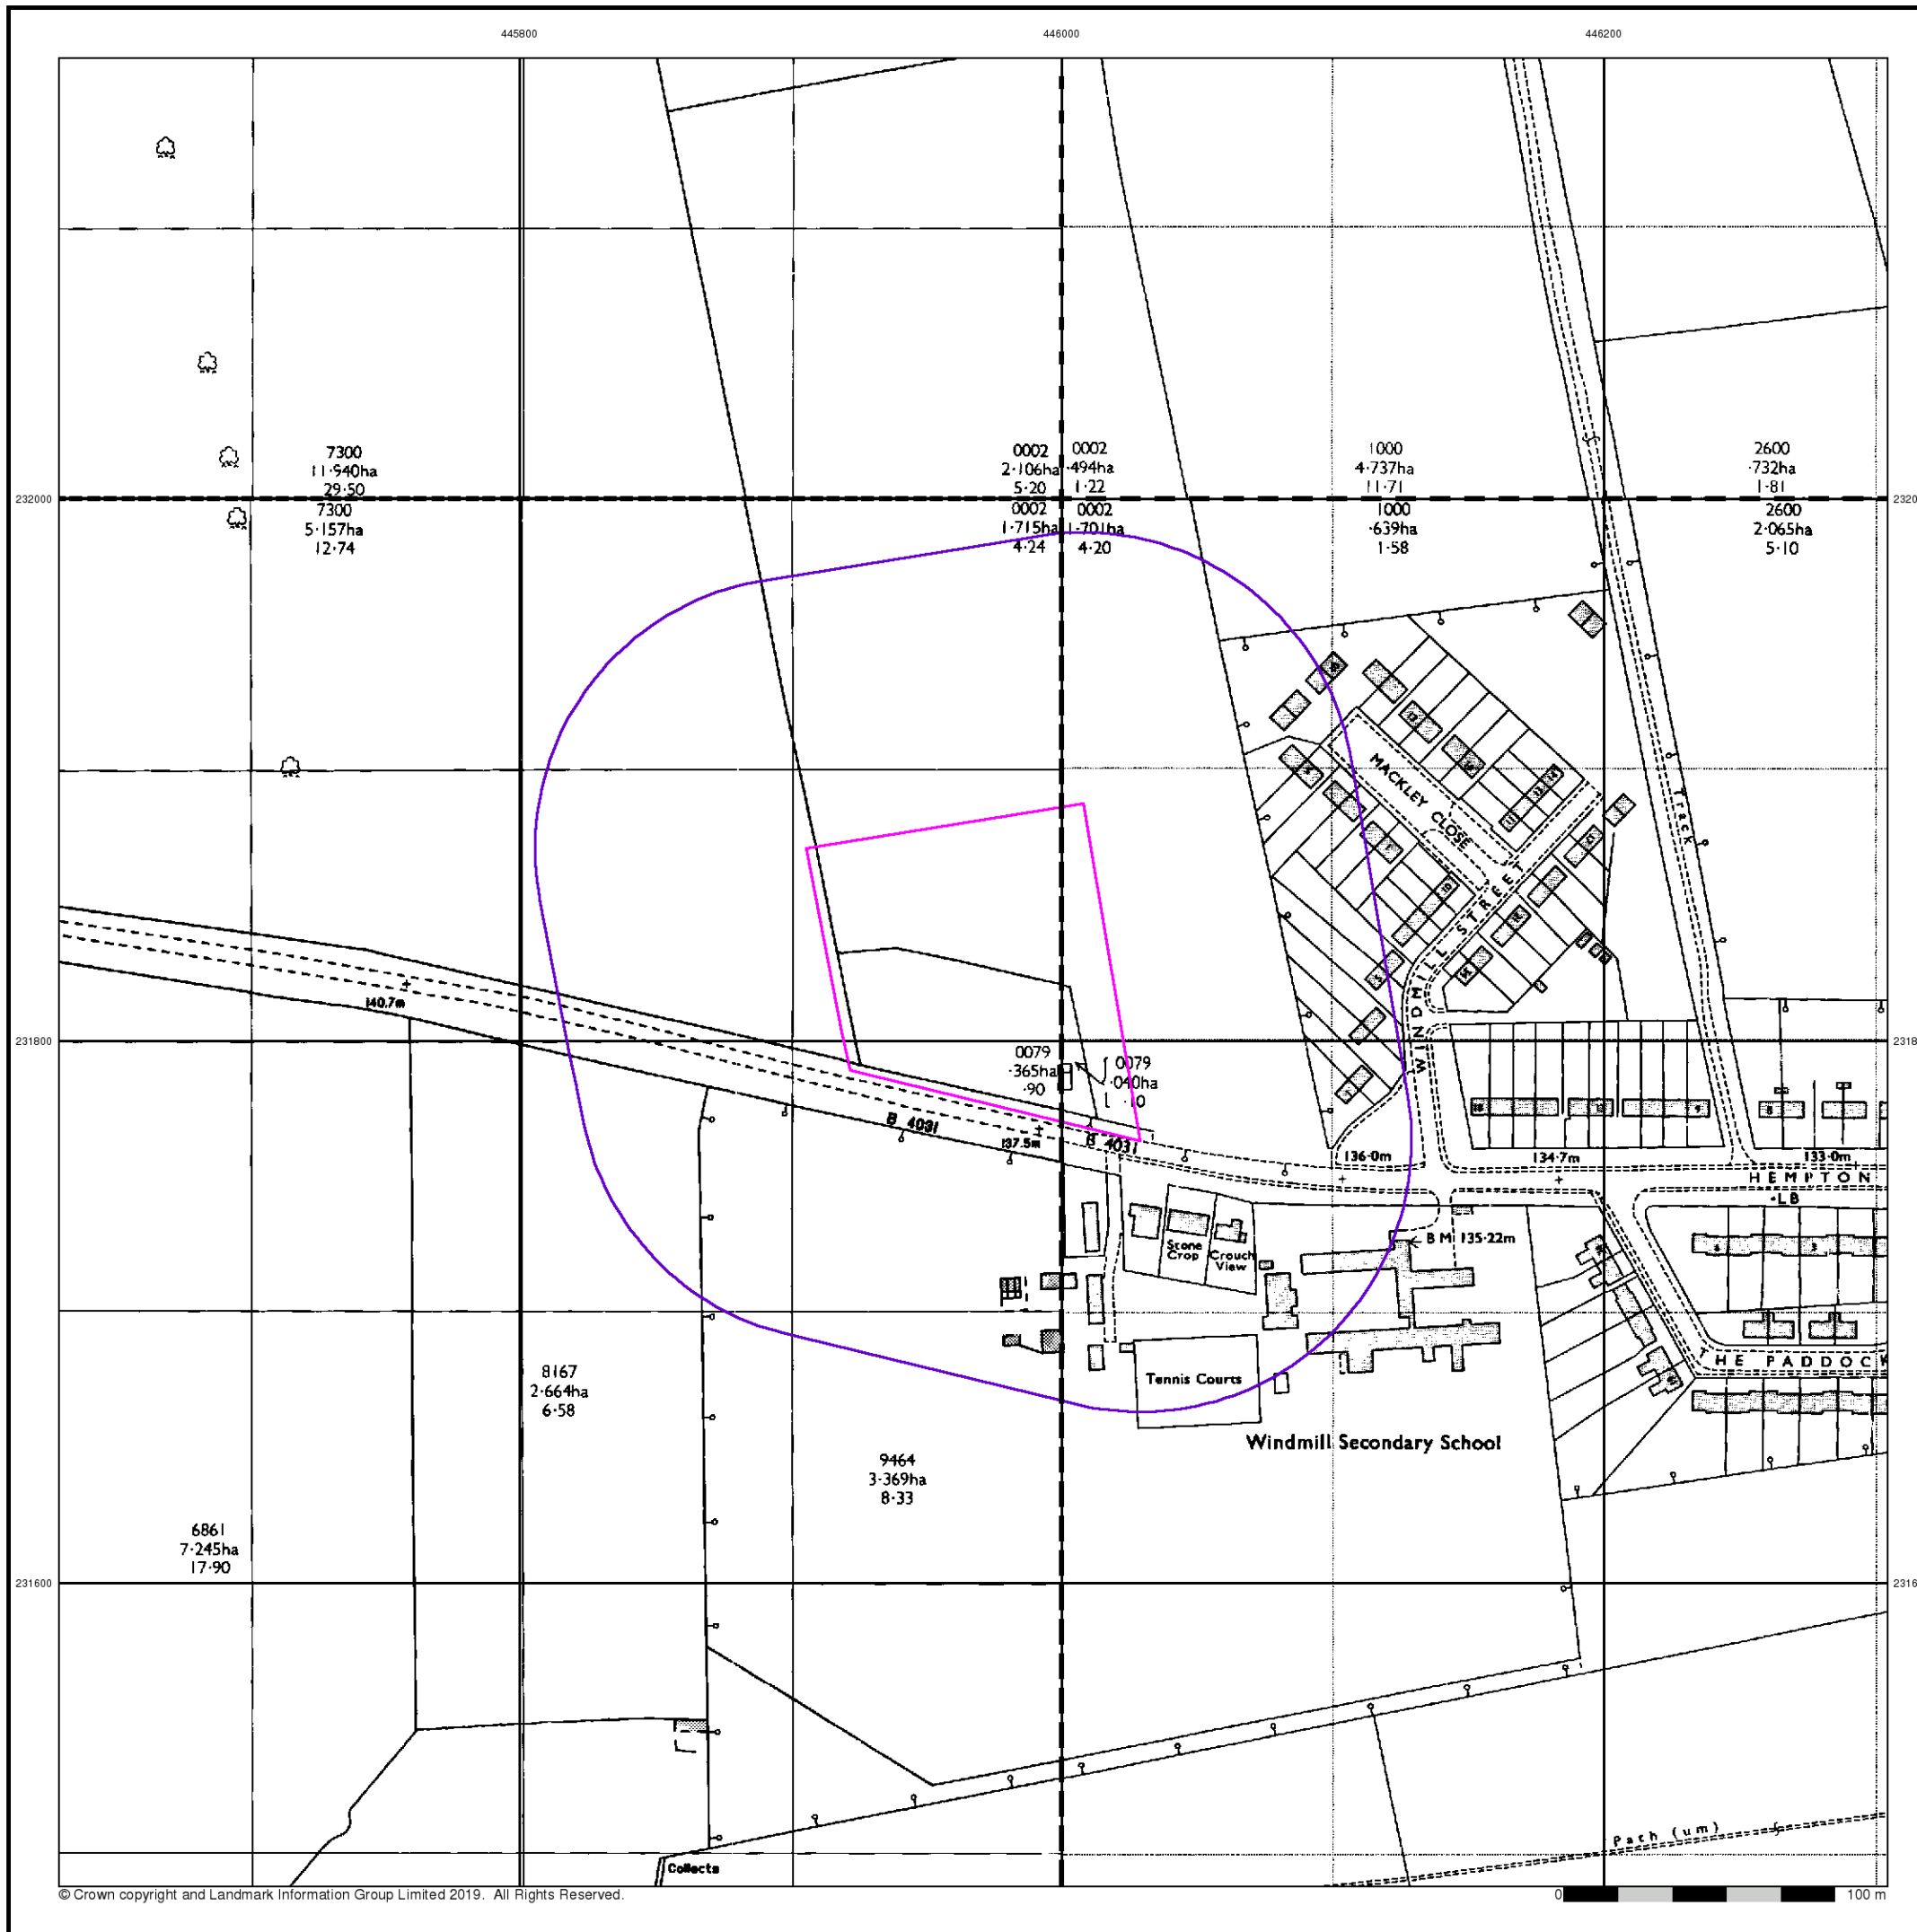 445800
446000
446200
7300
11·940ha
29·50
0002
2·106ha
5·20
0002
·494ha
1·22
1000
4·737ha
11·71
2600
·732ha
1·81
232000
7300
5·157ha
12·74
0002
1·715ha
4·24
0002
1·701ha
4·20
1000
·639ha
1·58
2600
2·065ha
5·10
MACKLEY CLOSE
Track
WINDMILL STREET
140.7m
231800
0079
·365ha
·90
0079
·040ha
·10
B 4031
137·5m
B 4031
136·0m
134·7m
133·0m
HEMPTON
LB
Stone
Crop
Crouch
View
BM 135·22m
THE PADDOCK
Tennis Courts
8167
2·664ha
6·58
Windmill Secondary School
9464
3·369ha
8·33
6861
7·245ha
17·90
231600
Path (um)
Collects
© Crown copyright and Landmark Information Group Limited 2019. All Rights Reserved.
0
100 m